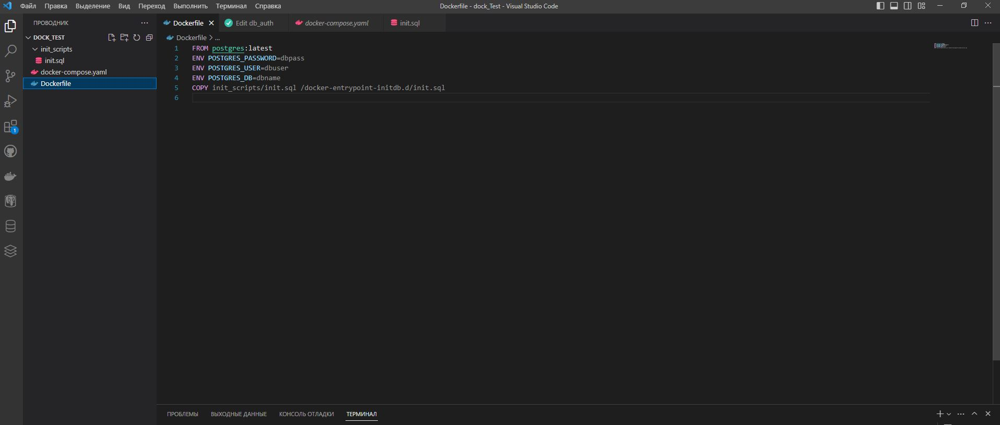 Файл Правка Выделение Вид Переход Выполнить Терминал Справка Dockerfile - dock_Test - Visual Studio Code
ПРОВОДНИК
DOCK_TEST
init_scripts
init.sql
docker-compose.yaml
Dockerfile
1
Dockerfile Edit db_auth docker-compose.yaml init.sql
Dockerfile > ...
1 FROM postgres:latest
2 ENV POSTGRES_PASSWORD=dbpass
3 ENV POSTGRES_USER=dbuser
4 ENV POSTGRES_DB=dbname
5 COPY init_scripts/init.sql /docker-entrypoint-initdb.d/init.sql
6
ПРОБЛЕМЫ ВЫХОДНЫЕ ДАННЫЕ КОНСОЛЬ ОТЛАДКИ ТЕРМИНАЛ